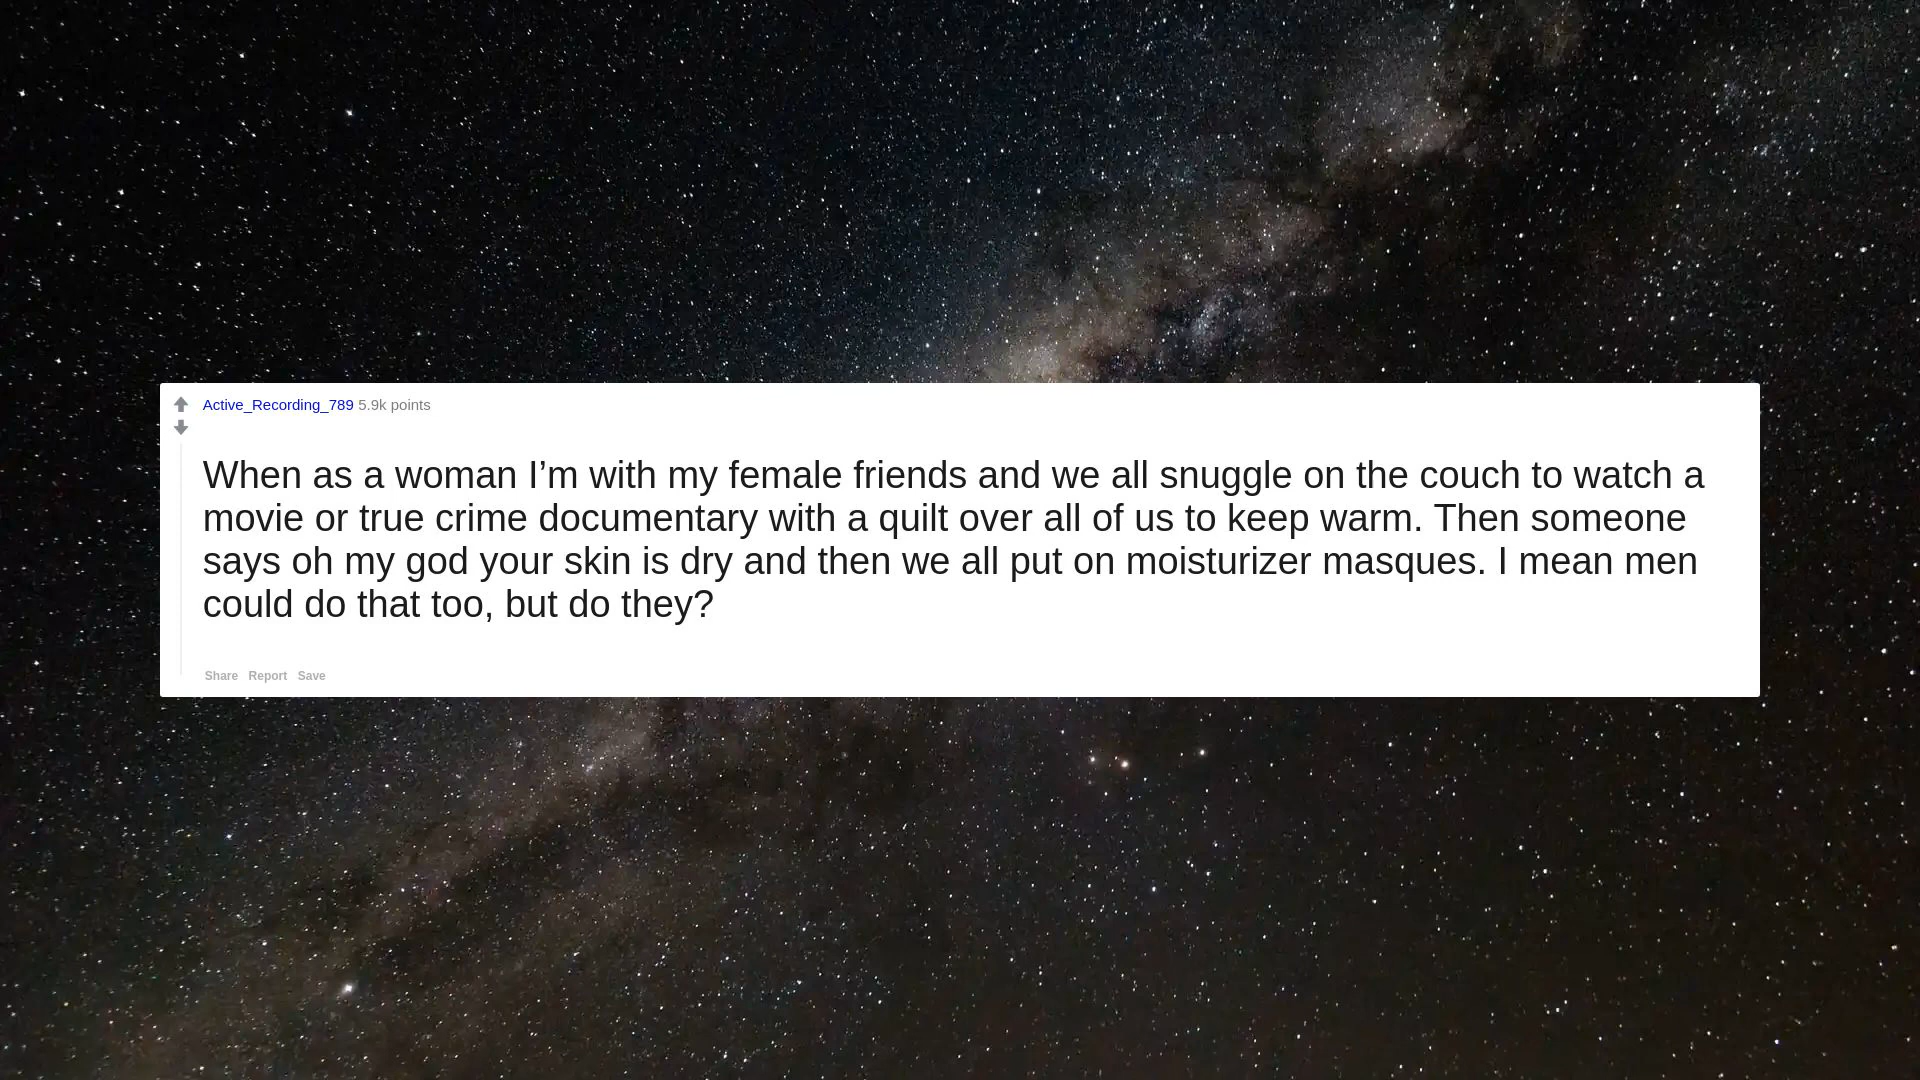 Active_Recording_789 5.9k points
When as a woman I’m with my female friends and we all snuggle on the couch to watch a
movie or true crime documentary with a quilt over all of us to keep warm. Then someone
says oh my god your skin is dry and then we all put on moisturizer masques. I mean men
could do that too, but do they?
Share Report Save